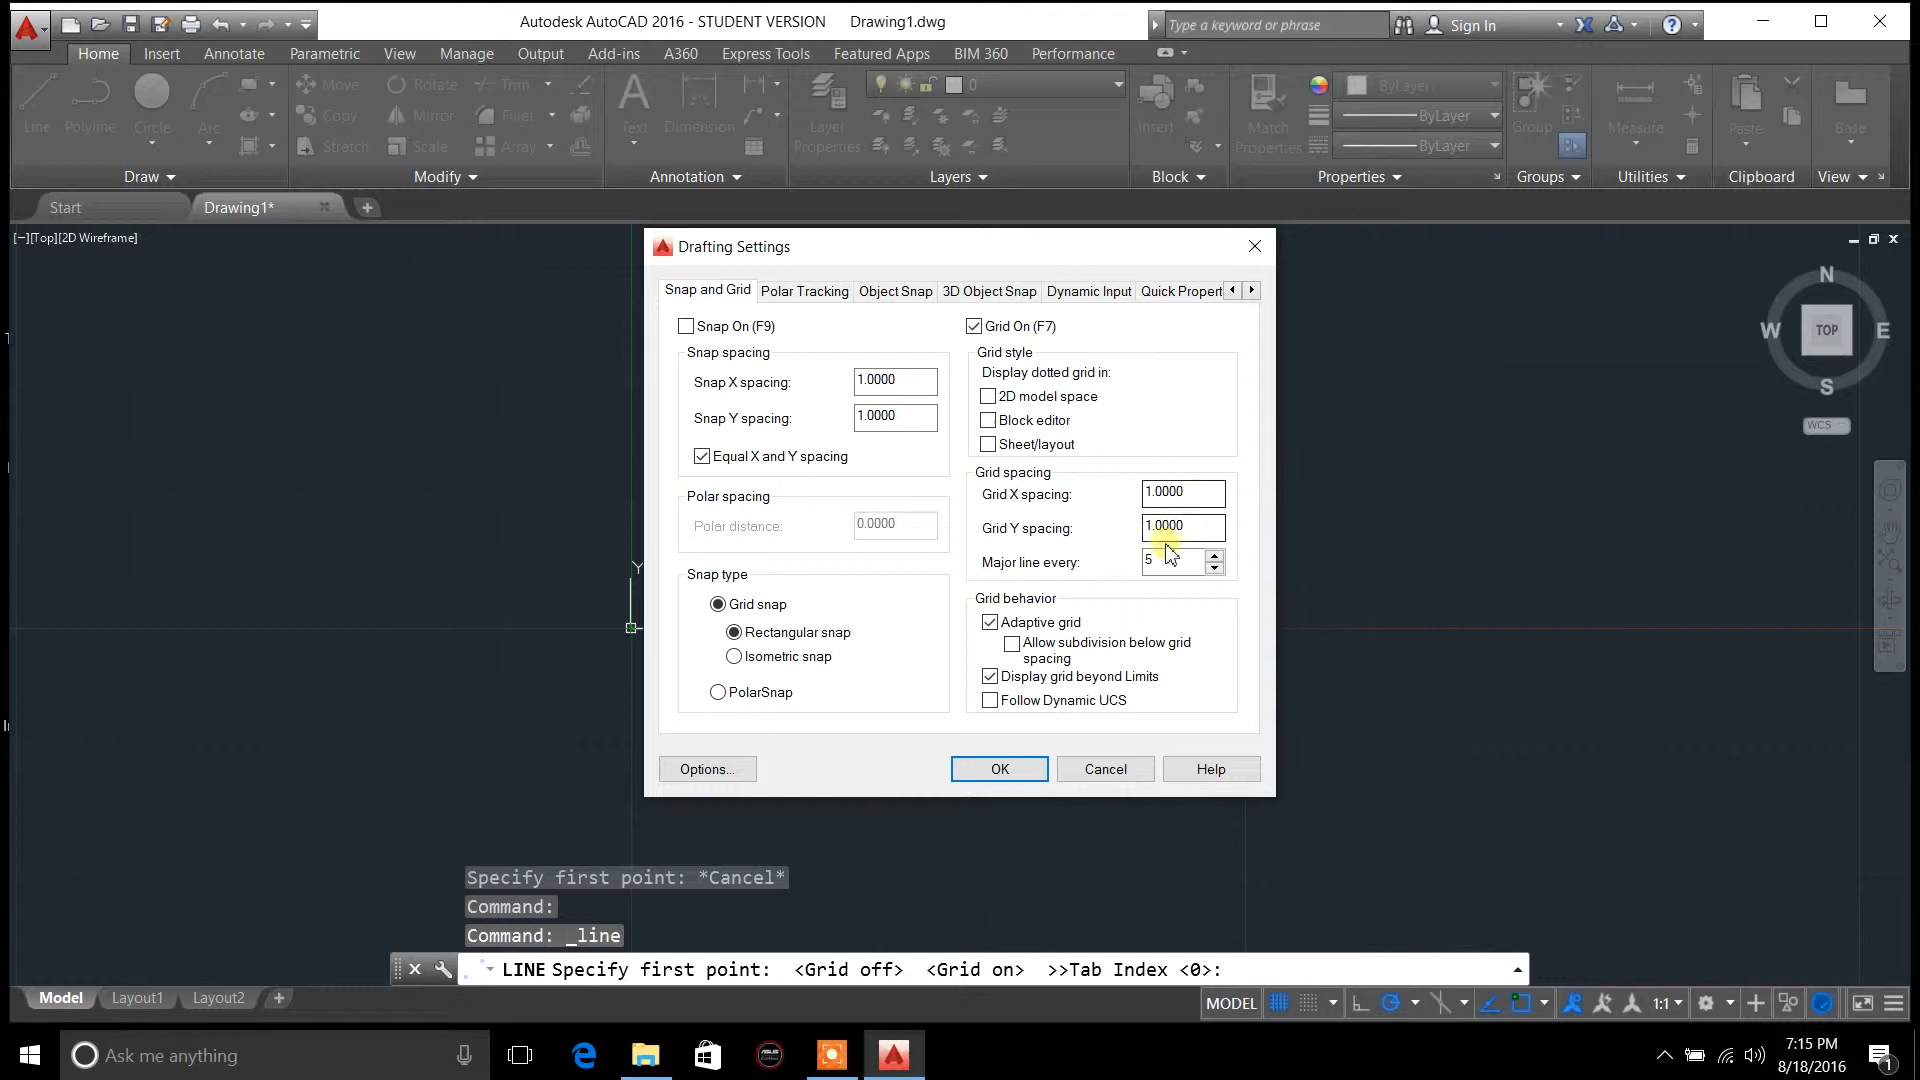 Autodesk AutoCAD 2016 - STUDENT VERSION Drawing1.dwg
Type a keyword or phrase
Sign In
Home Insert Annotate Parametric View Manage Output Add-ins A360 Express Tools Featured Apps BIM 360 Performance
Line Polyline Circle Arc
Move Rotate Trim
Copy Mirror Fillet
Stretch Scale Array
Text Dimension
Layer Properties
0
Insert
Match Properties
ByLayer
ByLayer
ByLayer
Group
Measure
Paste
Base
Draw Modify Annotation Layers Block Properties Groups Utilities Clipboard View
Start Drawing1*
[−][Top][2D Wireframe]
N
W TOP E
S
WCS
Y
Drafting Settings
Snap and Grid Polar Tracking Object Snap 3D Object Snap Dynamic Input Quick Propert
Snap On (F9)
Snap spacing
Snap X spacing: 1.0000
Snap Y spacing: 1.0000
Equal X and Y spacing
Polar spacing
Polar distance: 0.0000
Snap type
Grid snap
Rectangular snap
Isometric snap
PolarSnap
Grid On (F7)
Grid style
Display dotted grid in:
2D model space
Block editor
Sheet/layout
Grid spacing
Grid X spacing: 1.0000
Grid Y spacing: 1.0000
Major line every: 5
Grid behavior
Adaptive grid
Allow subdivision below grid
spacing
Display grid beyond Limits
Follow Dynamic UCS
Options... OK Cancel Help
Specify first point: *Cancel*
Command:
Command: _line
LINE Specify first point: <Grid off> <Grid on> >>Tab Index <0>:
Model Layout1 Layout2
MODEL 1:1
Ask me anything
7:15 PM
8/18/2016
1